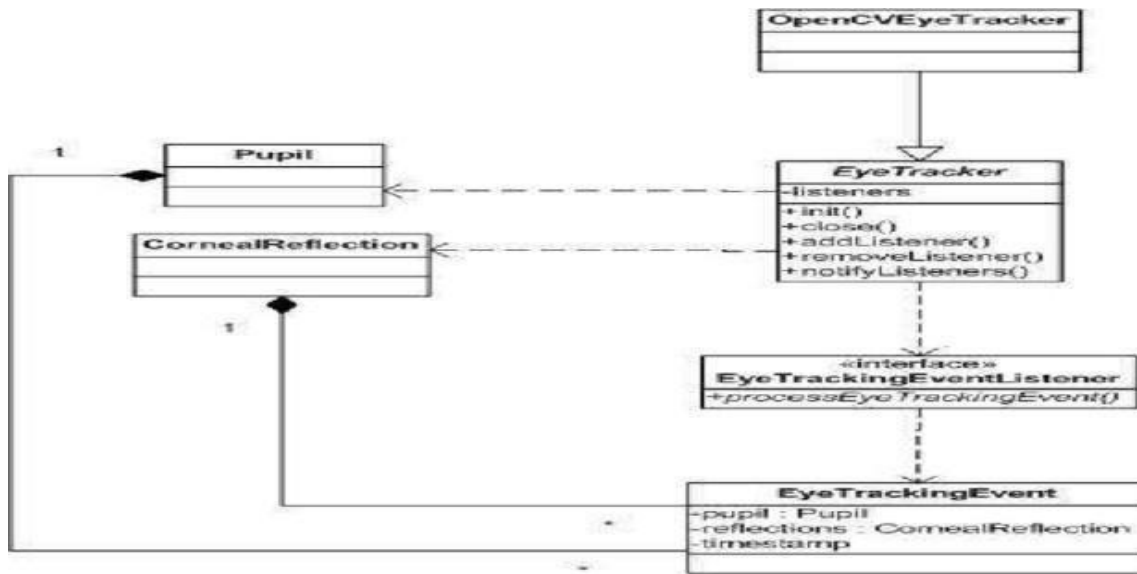 OpenCVEyeTracker
1
Pupil
EyeTracker
-listeners
+init()
+close()
+addListener()
+removeListener()
+notifyListeners()
CornealReflection
1
«interface»
EyeTrackingEventListener
+processEyeTrackingEvent()
EyeTrackingEvent
-pupil : Pupil
-reflections : CornealReflection
-timestamp
*
*